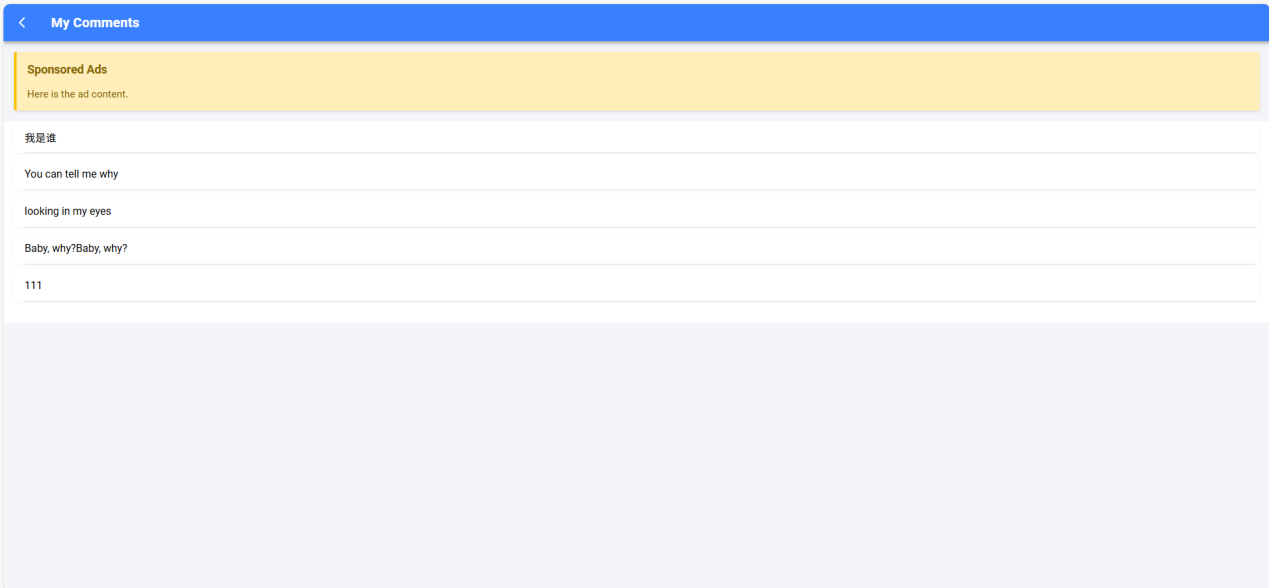 My Comments
Sponsored Ads
Here is the ad content.
我是谁
You can tell me why
looking in my eyes
Baby, why?Baby, why?
111